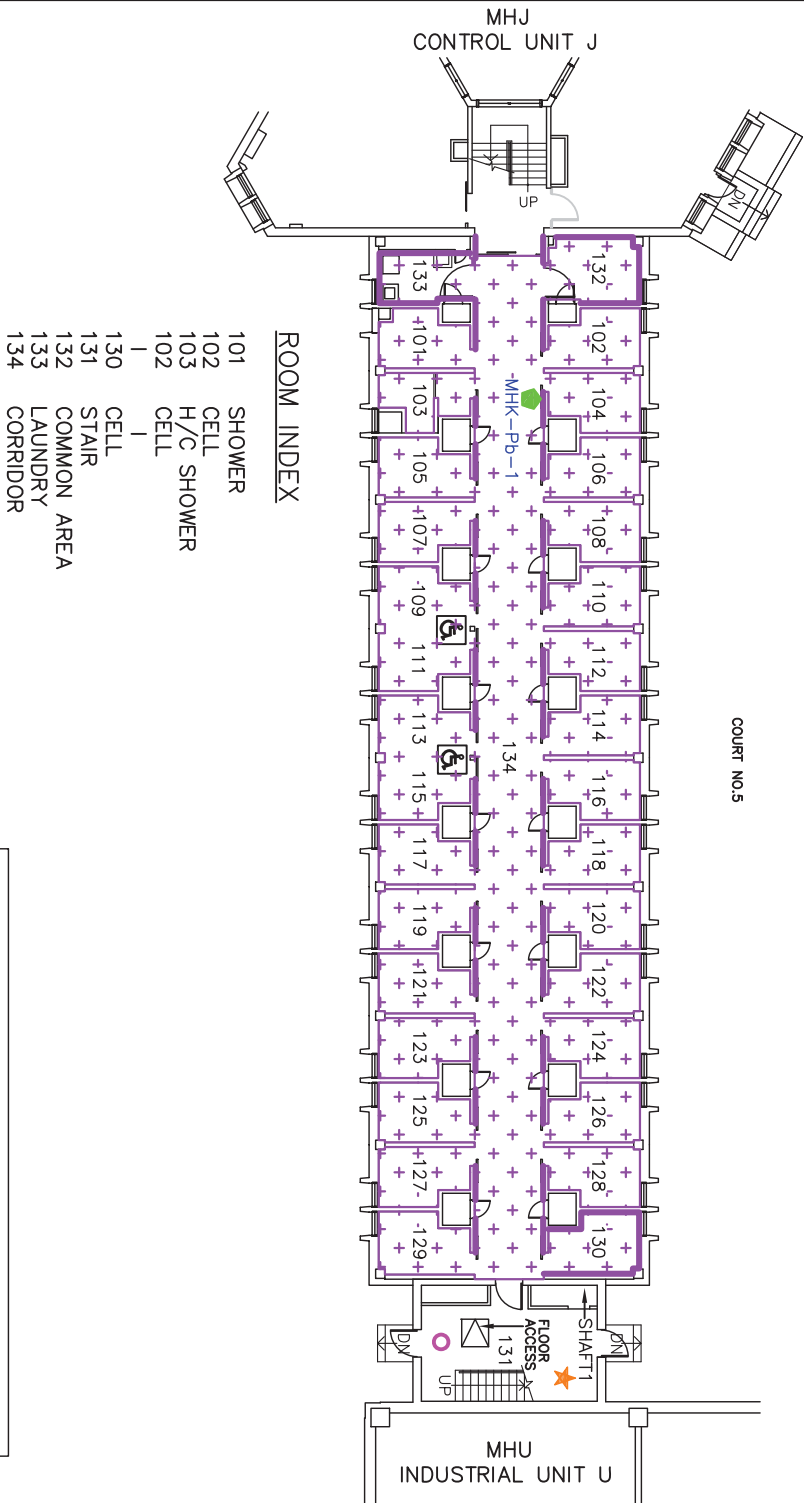 MHJ
CONTROL UNIT J
DN
UP
133
132
101
102
103
104
MHK-Pb-1
105
106
107
108
109
110
111
112
113
114
134
115
116
117
118
119
120
121
122
123
124
125
126
127
128
129
130
COURT NO.5
ROOM INDEX
101 SHOWER
102 CELL
103 H/C SHOWER
102 CELL
| |
130 CELL
131 STAIR
132 COMMON AREA
133 LAUNDRY
134 CORRIDOR
SHAFT1
FLOOR
ACCESS
131
DN
DN
UP
MHU
INDUSTRIAL UNIT U